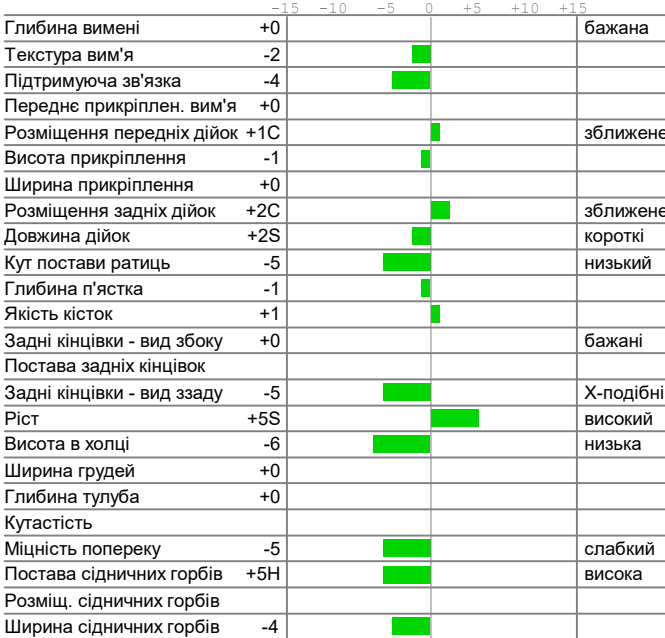 -15 -10 -5 0 +5 +10 +15
Глибина вимені +0 бажана
Текстура вим'я -2
Підтримуюча зв'язка -4
Переднє прикріплен. вим'я +0
Розміщення передніх дійок +1C зближене
Висота прикріплення -1
Ширина прикріплення +0
Розміщення задніх дійок +2C зближене
Довжина дійок +2S короткі
Кут постави ратиць -5 низький
Глибина п'ястка -1
Якість кісток +1
Задні кінцівки - вид збоку +0 бажані
Постава задніх кінцівок
Задні кінцівки - вид ззаду -5 Х-подібні
Ріст +5S високий
Висота в холці -6 низька
Ширина грудей +0
Глибина тулуба +0
Кутастість
Міцність попереку -5 слабкий
Постава сідничних горбів +5H висока
Розміщ. сідничних горбів
Ширина сідничних горбів -4